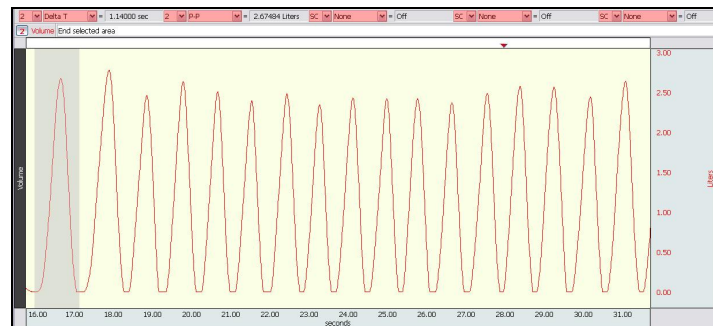 2 Delta T = 1.14000 sec 2 P-P = 2.67484 Liters SC None = Off SC None = Off SC None = Off
2 Volume End selected area
3.00
2.50
2.00
1.50
1.00
0.50
0.00
Volume
Liters
16.00 17.00 18.00 19.00 20.00 21.00 22.00 23.00 24.00 25.00 26.00 27.00 28.00 29.00 30.00 31.00
seconds